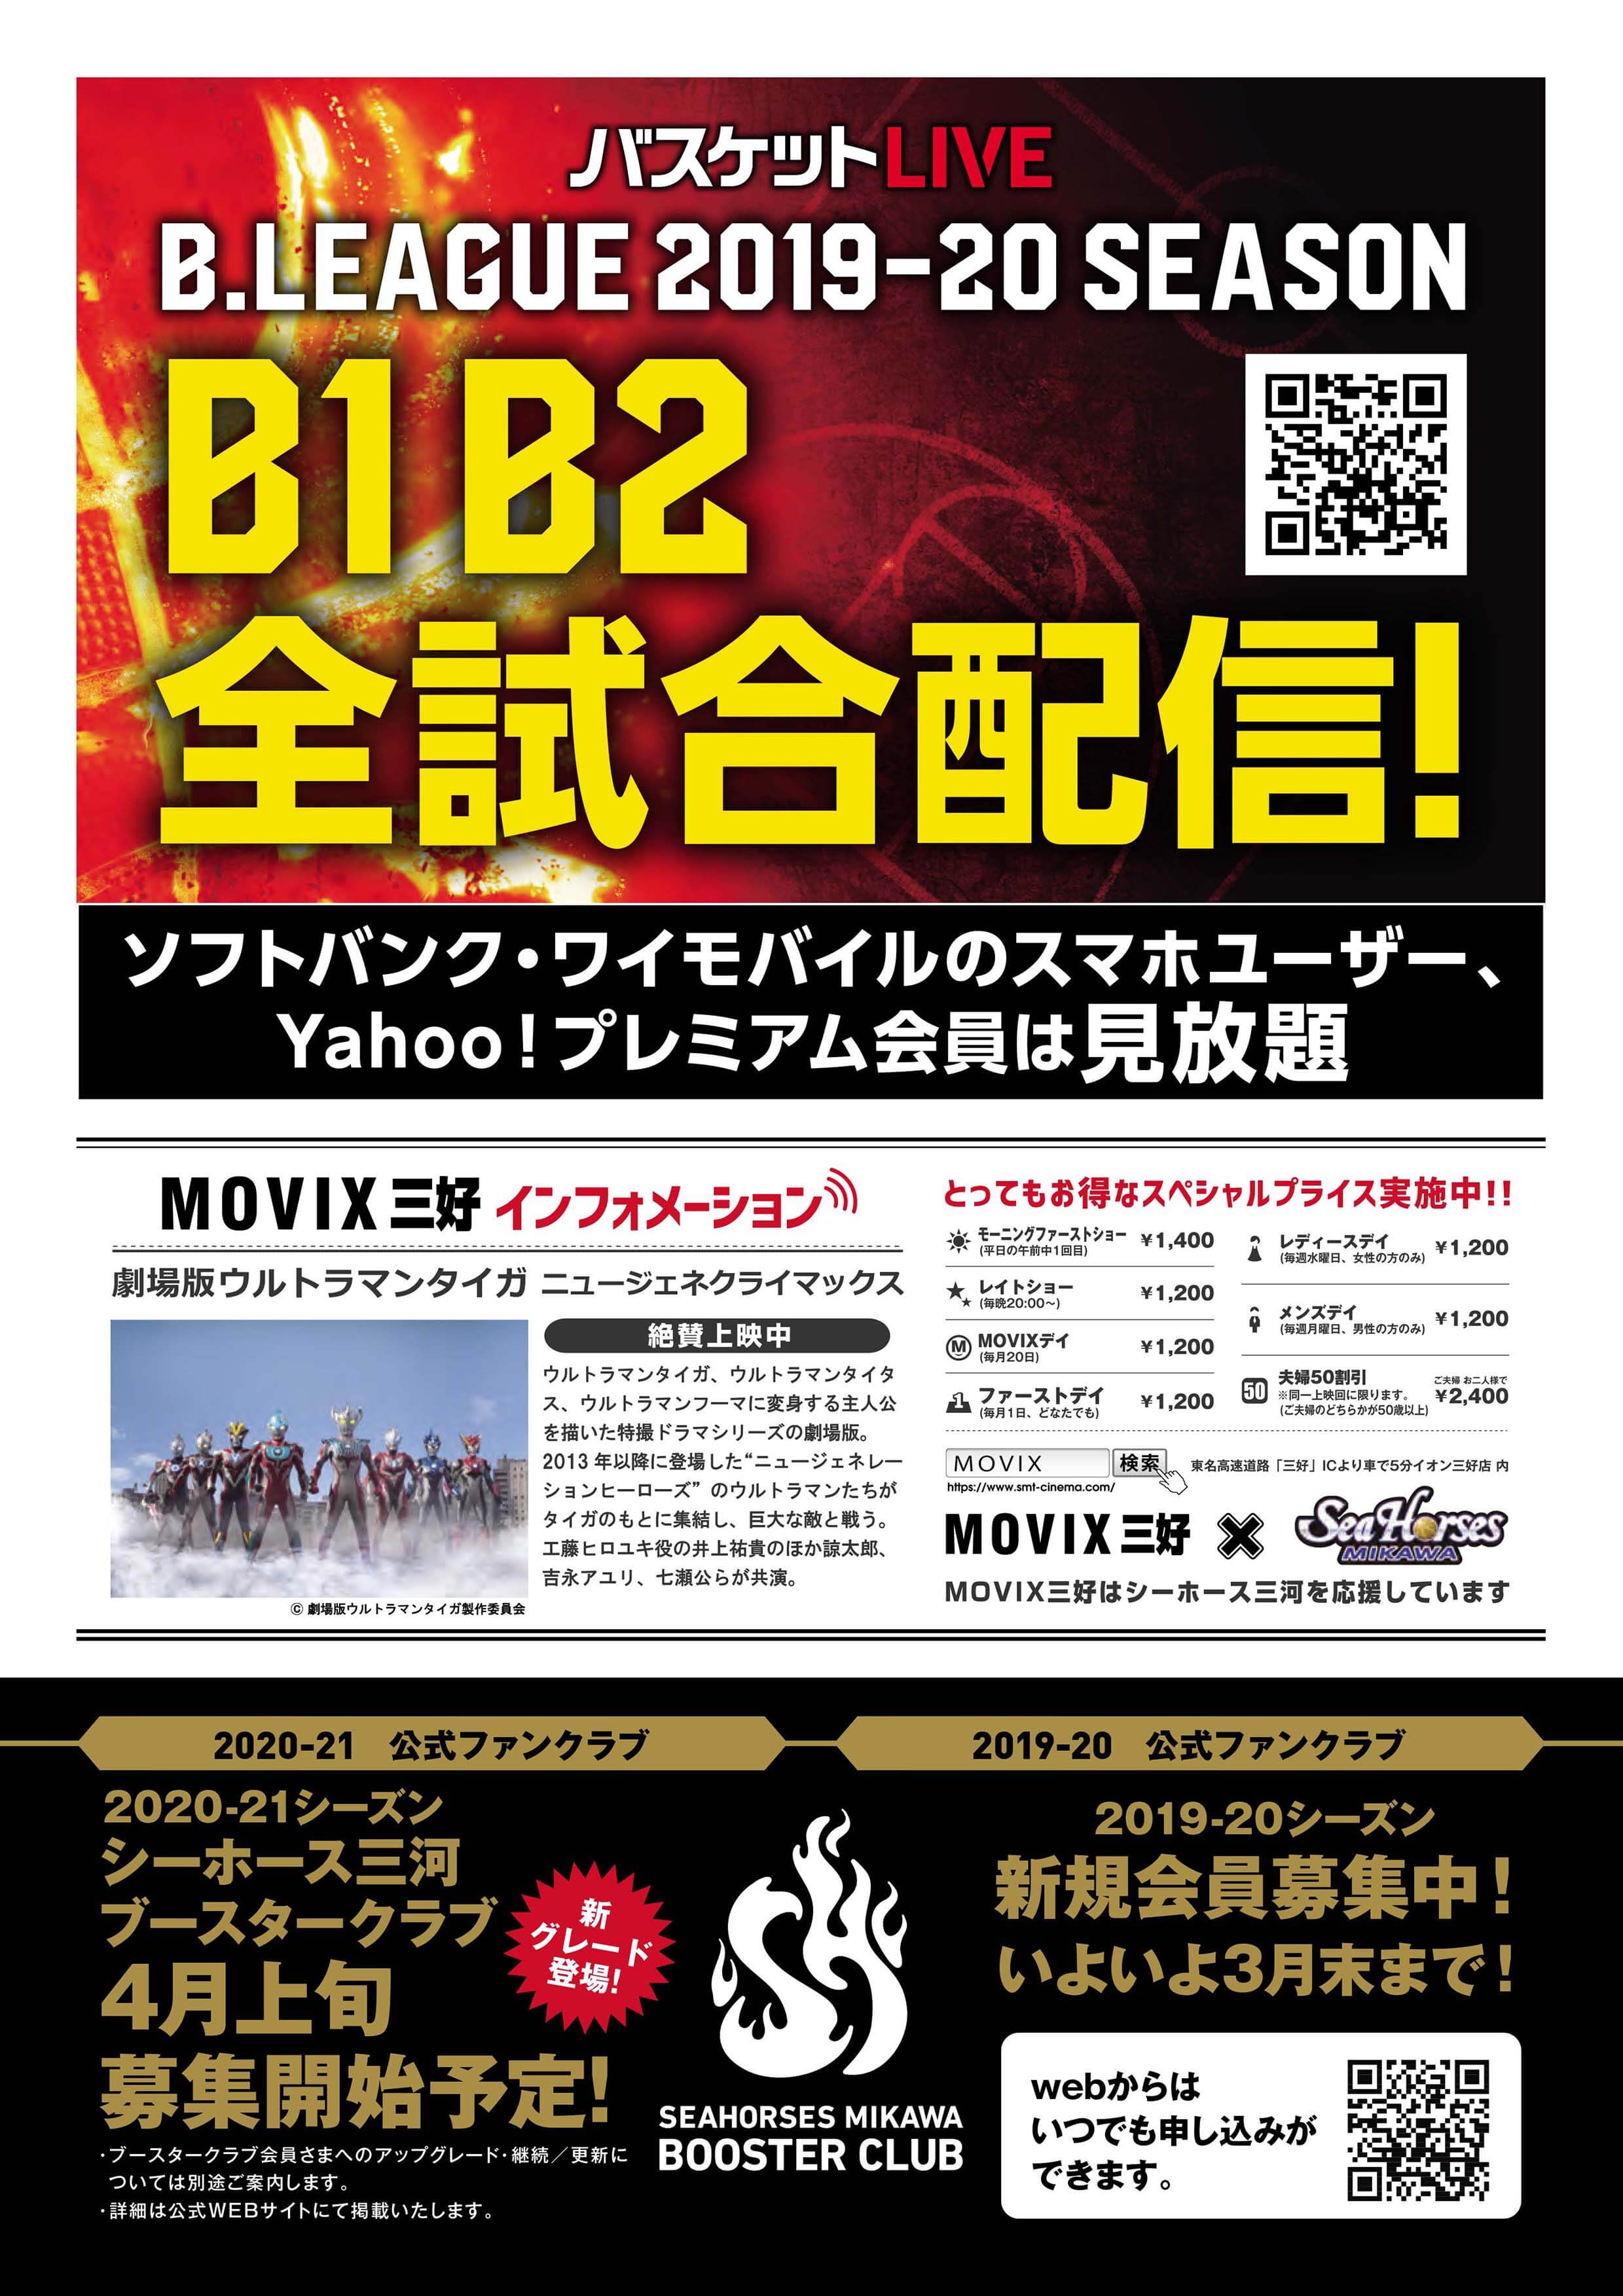 バスケットLIVE
B.LEAGUE 2019-20 SEASON
B1 B2
全試合配信!
ソフトバンク・ワイモバイルのスマホユーザー、
Yahoo!プレミアム会員は見放題
MOVIX三好 インフォメーション
劇場版ウルトラマンタイガ ニュージェネクライマックス
絶賛上映中
ウルトラマンタイガ、ウルトラマンタイタ
ス、ウルトラマンフーマに変身する主人公
を描いた特撮ドラマシリーズの劇場版。
2013 年以降に登場した“ニュージェネレー
ションヒーローズ” のウルトラマンたちが
タイガのもとに集結し、巨大な敵と戦う。
工藤ヒロユキ役の井上祐貴のほか諒太郎、
吉永アユリ、七瀬公らが共演。
© 劇場版ウルトラマンタイガ製作委員会
とってもお得なスペシャルプライス実施中!!
モーニングファーストショー ¥1,400
(平日の午前中1回目)
レイトショー ¥1,200
(毎晩20:00〜)
M MOVIXデイ ¥1,200
(毎月20日)
1 ファーストデイ ¥1,200
(毎月1日、どなたでも)
レディースデイ ¥1,200
(毎週水曜日、女性の方のみ)
メンズデイ ¥1,200
(毎週月曜日、男性の方のみ)
50 夫婦50割引 ご夫婦 お二人様で
※同一上映回に限ります。 ¥2,400
(ご夫婦のどちらかが50歳以上)
MOVIX 検索 東名高速道路「三好」ICより車で5分イオン三好店 内
https://www.smt-cinema.com/
MOVIX三好 × SeaHorses
MIKAWA
MOVIX三好はシーホース三河を応援しています
2020-21 公式ファンクラブ
2020-21シーズン
シーホース三河
ブースタークラブ
4月上旬
募集開始予定!
新
グレード
登場!
・ブースタークラブ会員さまへのアップグレード・継続／更新に
ついては別途ご案内します。
・詳細は公式WEBサイトにて掲載いたします。
SH
SEAHORSES MIKAWA
BOOSTER CLUB
2019-20 公式ファンクラブ
2019-20シーズン
新規会員募集中!
いよいよ3月末まで!
webからは
いつでも申し込みが
できます。